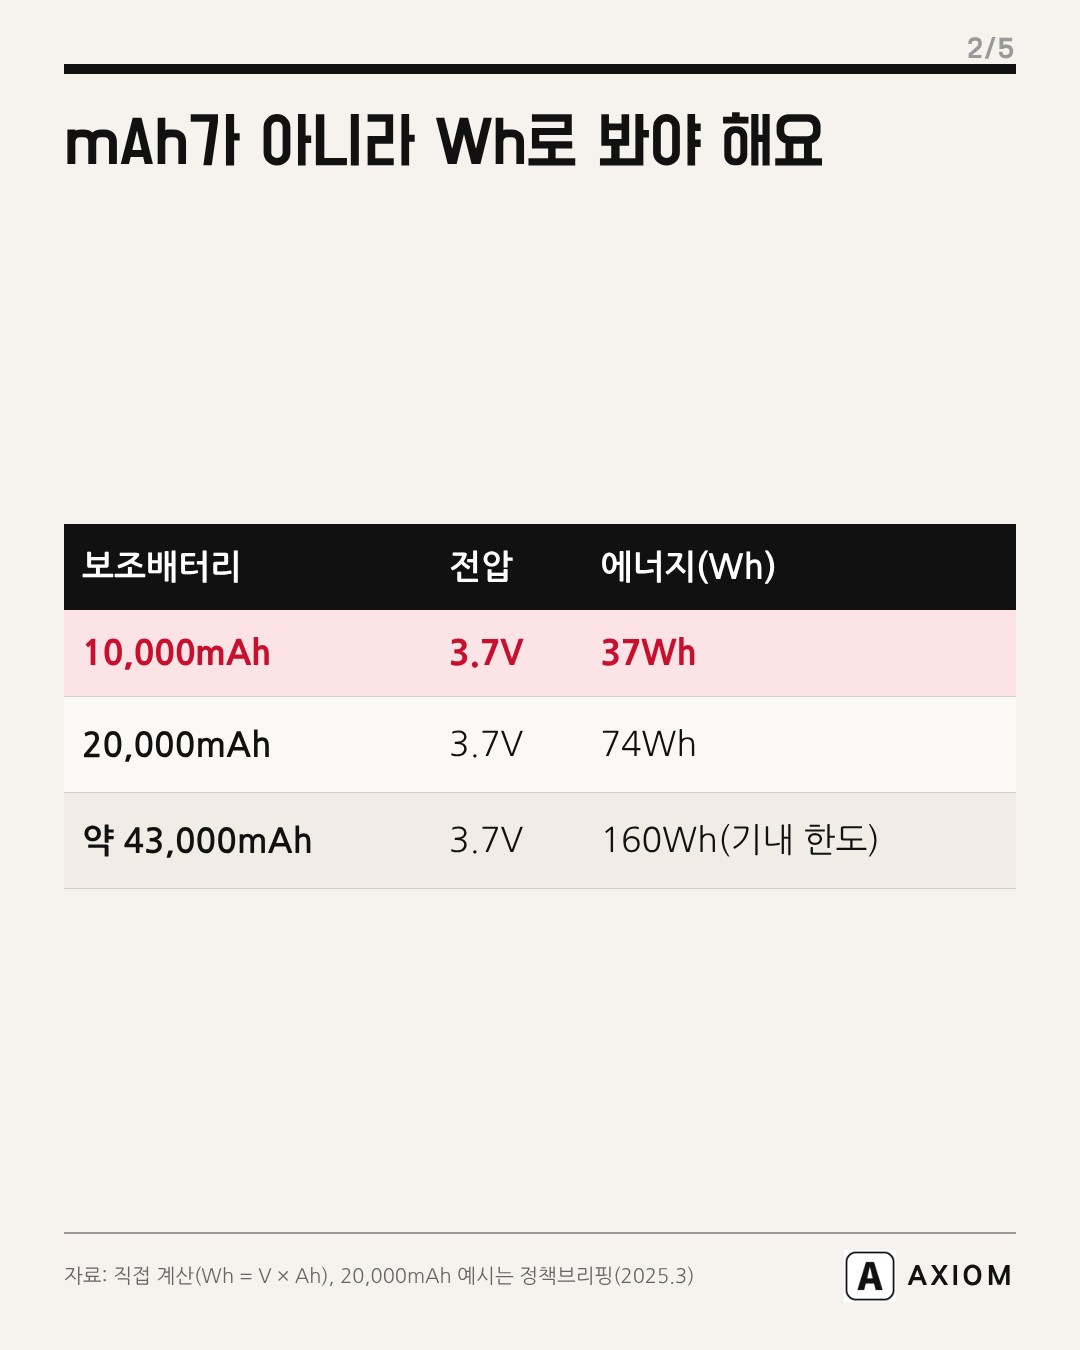 2/5
mAh가 아니라 Wh로 봐야 해요
보조배터리 전압 에너지(Wh)
10,000mAh 3.7V 37Wh
20,000mAh 3.7V 74Wh
약 43,000mAh 3.7V 160Wh(기내 한도)
자료: 직접 계산(Wh = V × Ah), 20,000mAh 예시는 정책브리핑(2025.3)
A AXIOM